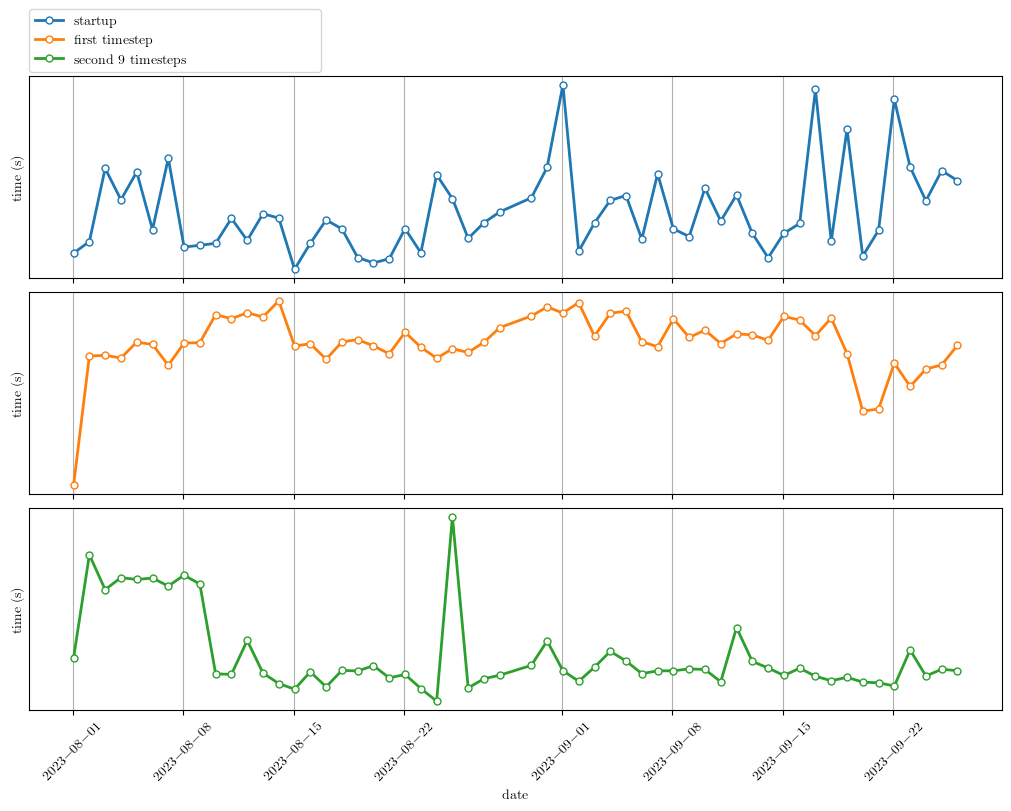 startup
first timestep
second 9 timesteps
time (s)
time (s)
time (s)
2023−08−01
2023−08−08
2023−08−15
2023−08−22
2023−09−01
2023−09−08
2023−09−15
2023−09−22
date